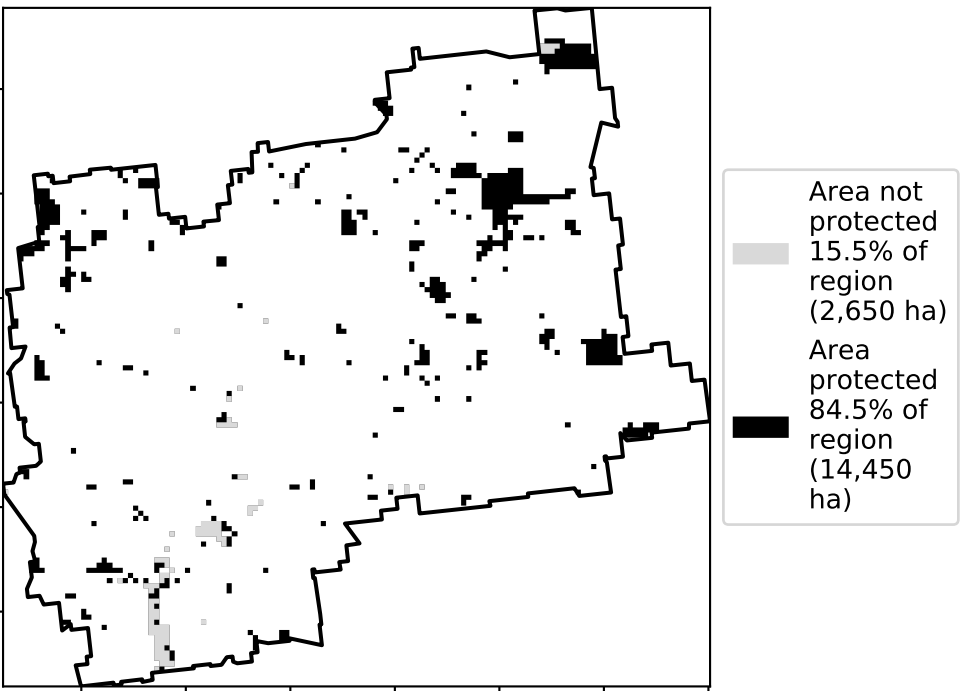 Area not
protected
15.5% of
region
(2,650 ha)
Area
protected
84.5% of
region
(14,450
ha)